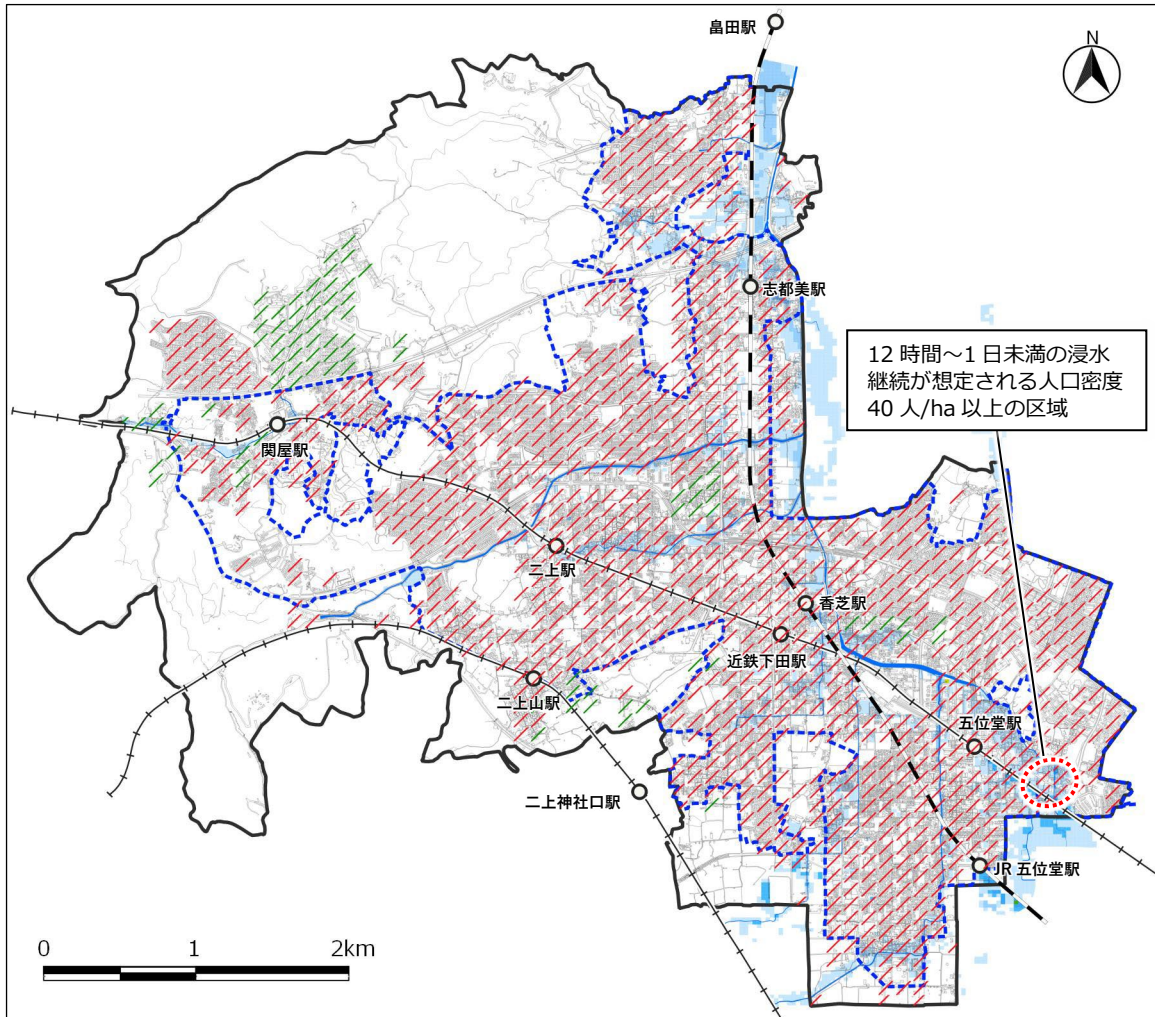 畠田駅
N
志都美駅
12 時間～1 日未満の浸水
継続が想定される人口密度
40 人/ha 以上の区域
関屋駅
二上駅
香芝駅
近鉄下田駅
二上山駅
五位堂駅
二上神社口駅
JR 五位堂駅
0 1 2km